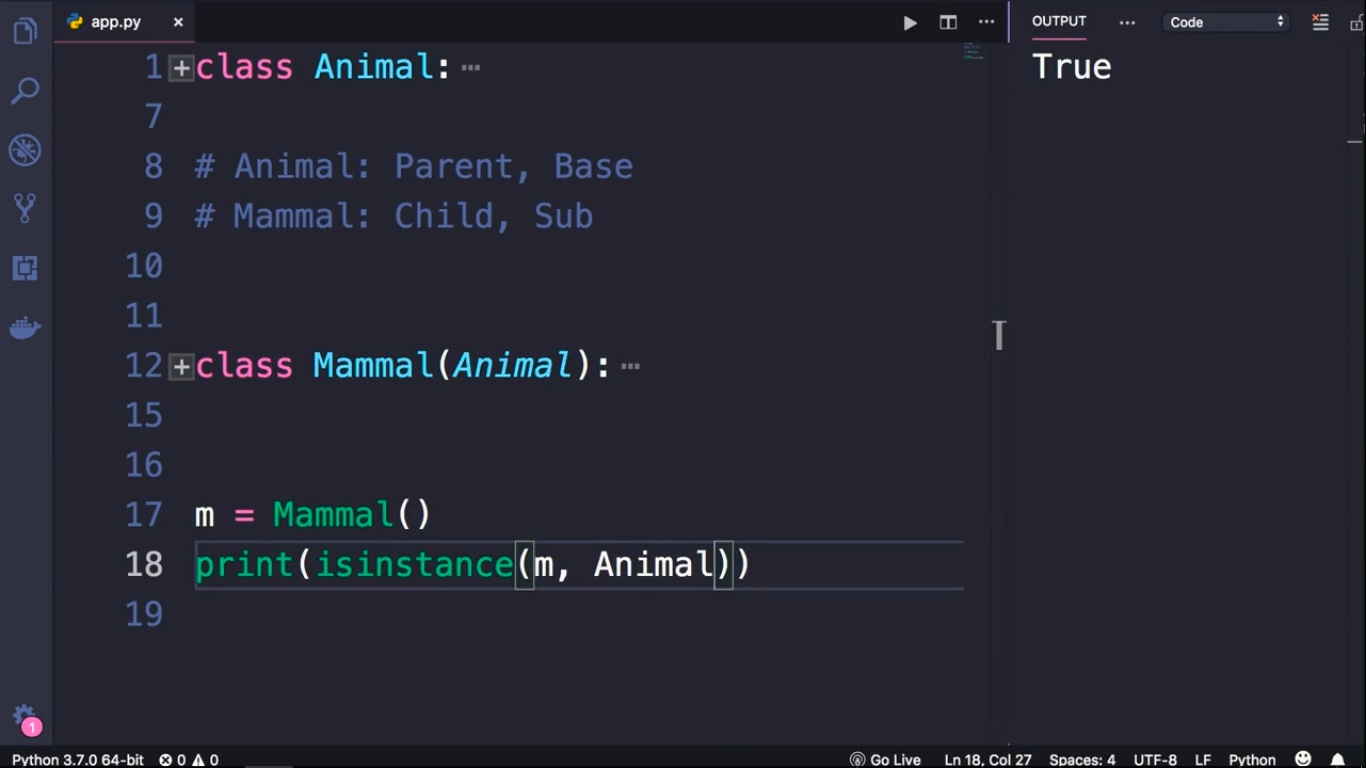 app.py ×
OUTPUT ··· Code
True
1 class Animal: ···
7
8 # Animal: Parent, Base
9 # Mammal: Child, Sub
10
11
12 class Mammal(Animal): ···
15
16
17 m = Mammal()
18 print(isinstance(m, Animal))
19
1
Python 3.7.0 64-bit 0 0 Go Live Ln 18, Col 27 Spaces: 4 UTF-8 LF Python